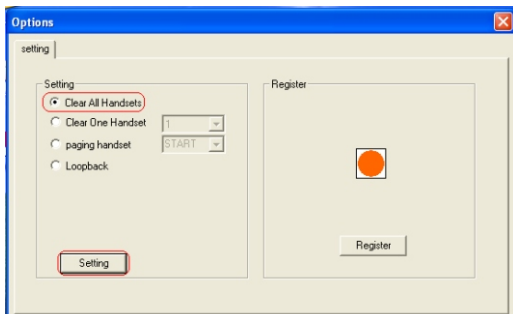 Options
setting
Setting
Clear All Handsets
Clear One Handset 1
paging handset START
Loopback
Setting
Register
Register